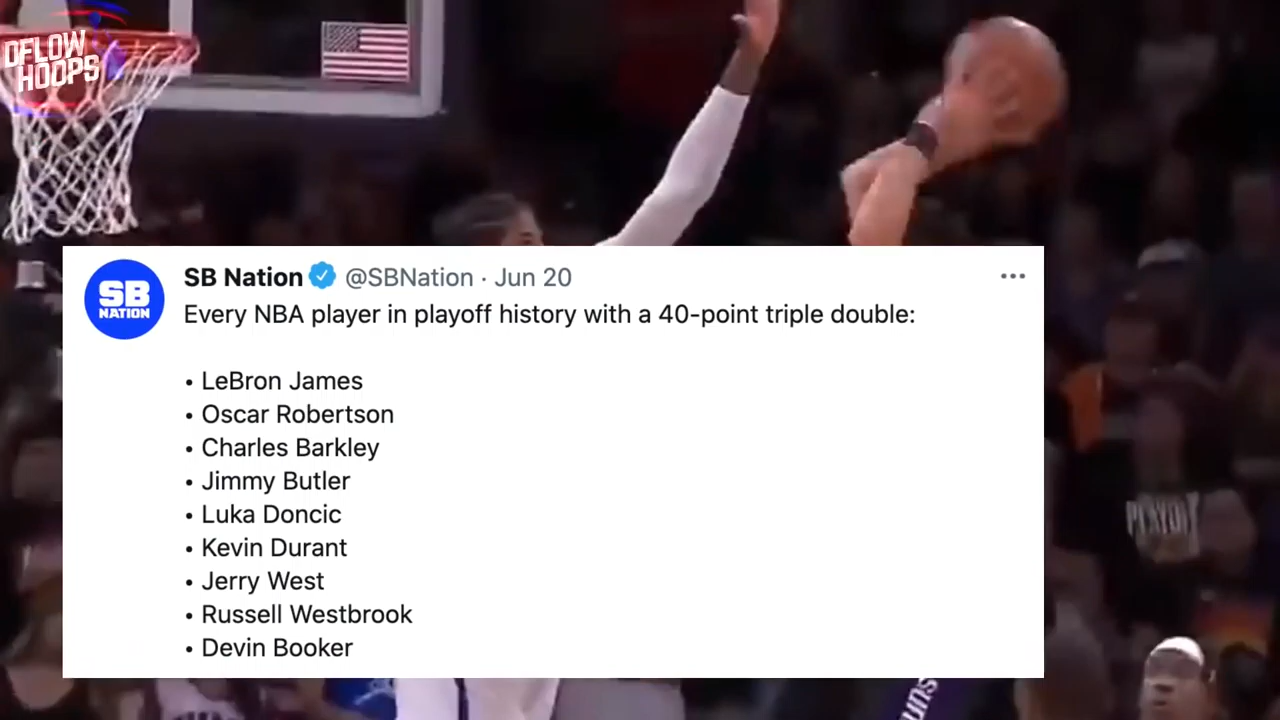 DFLOW
HOOPS
SB
NATION
SB Nation @SBNation · Jun 20
Every NBA player in playoff history with a 40-point triple double:
• LeBron James
• Oscar Robertson
• Charles Barkley
• Jimmy Butler
• Luka Doncic
• Kevin Durant
• Jerry West
• Russell Westbrook
• Devin Booker